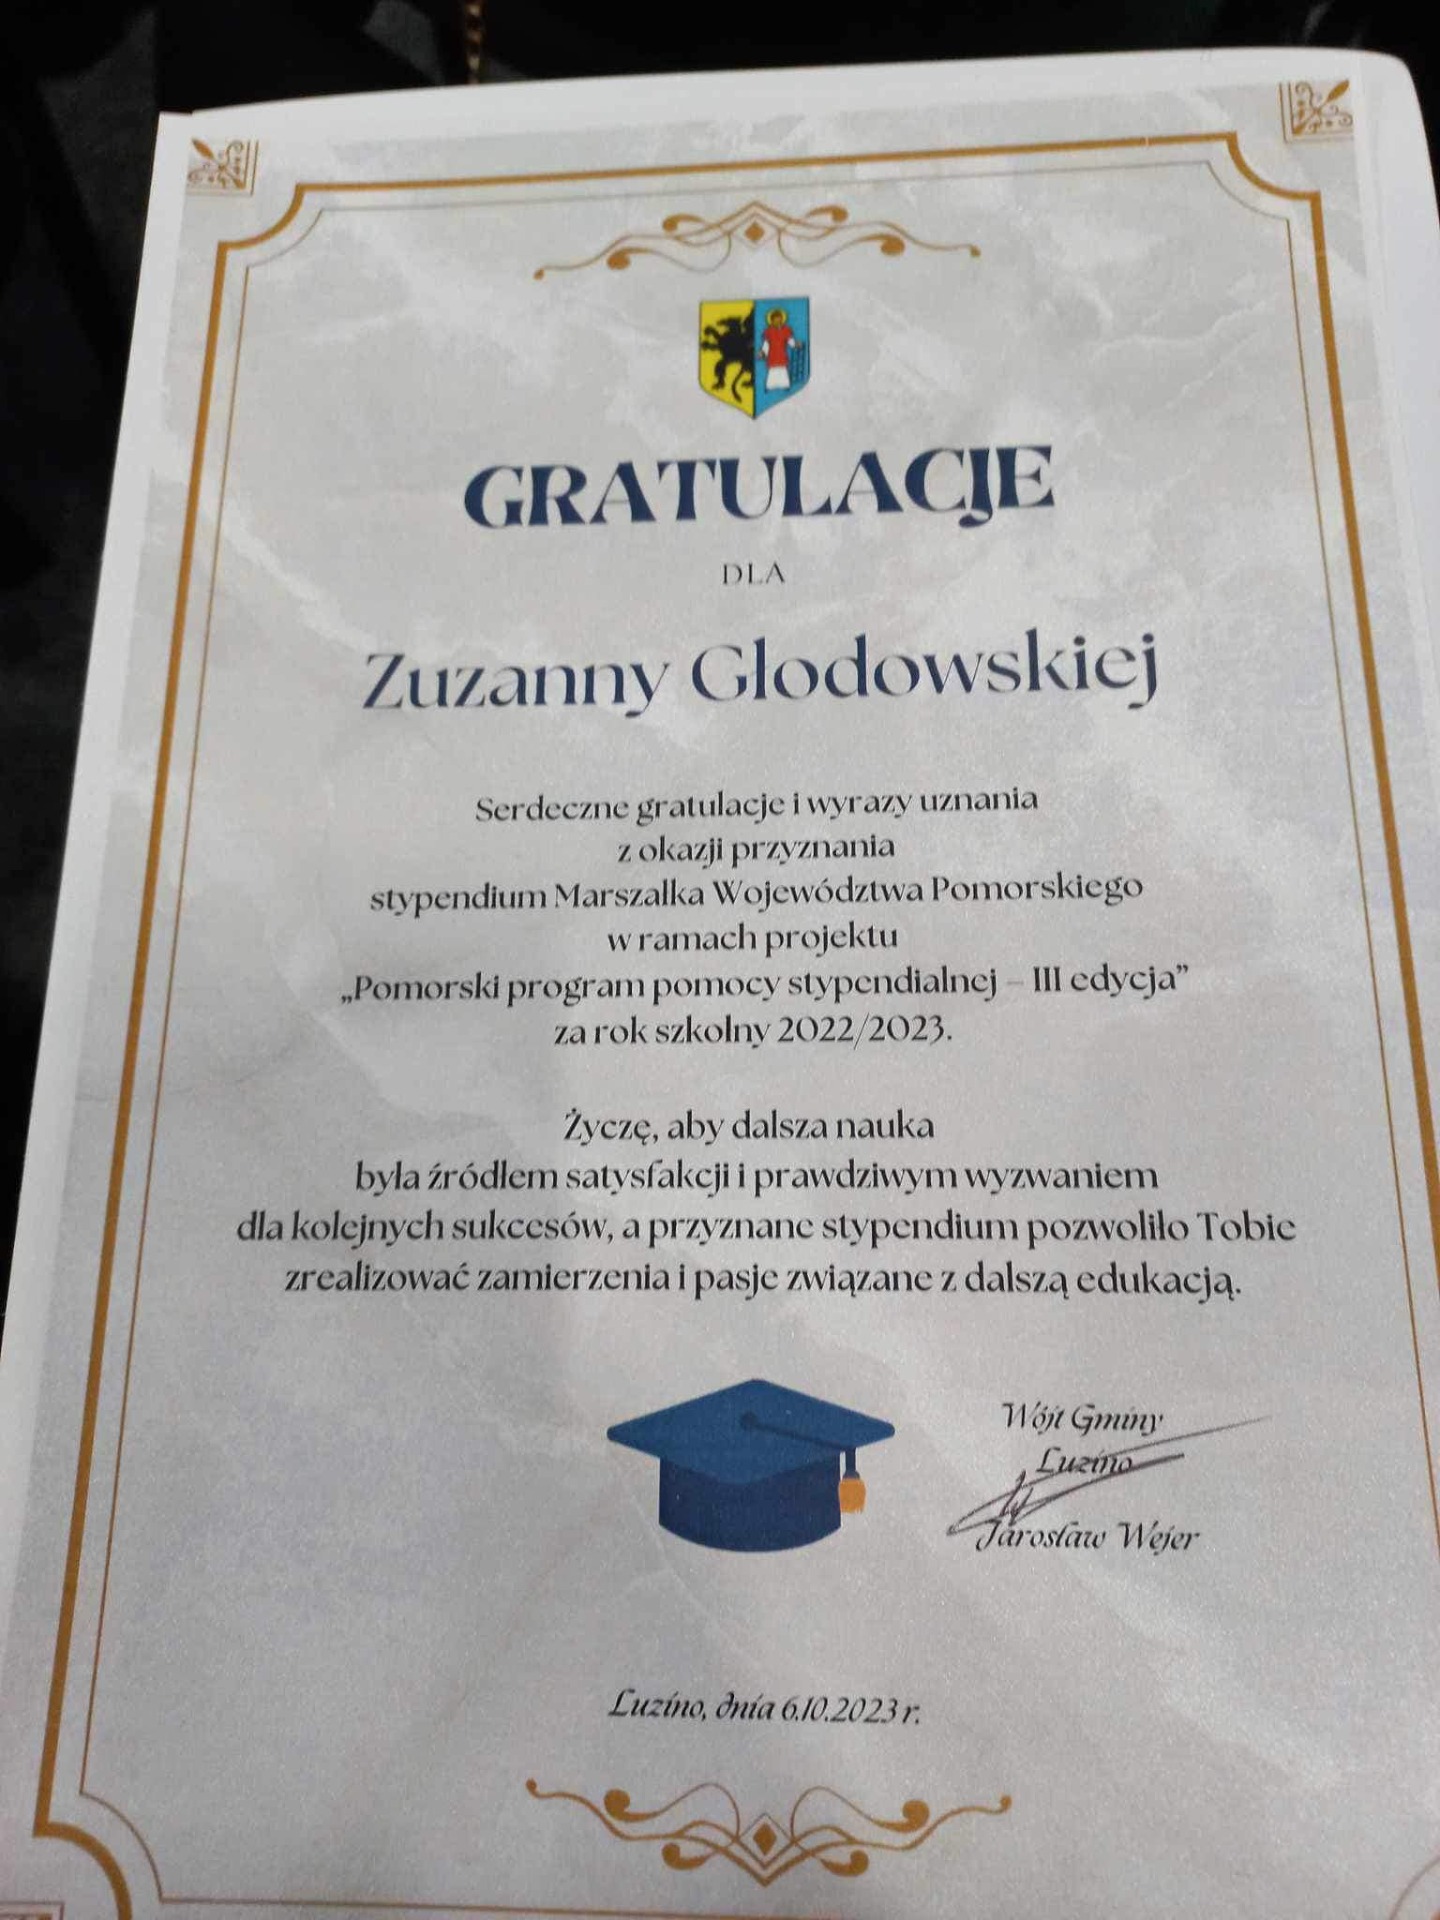 GRATULACJE
DLA
Zuzanny Glodowskiej
Serdeczne gratulacje i wyrazy uznania
z okazji przyznania
stypendium Marszałka Województwa Pomorskiego
w ramach projektu
„Pomorski program pomocy stypendialnej – III edycja”
za rok szkolny 2022/2023.
Życzę, aby dalsza nauka
była źródłem satysfakcji i prawdziwym wyzwaniem
dla kolejnych sukcesów, a przyznane stypendium pozwoliło Tobie
zrealizować zamierzenia i pasje związane z dalszą edukacją.
Wójt Gminy
Luzino
Jarosław Wejer
Luzino, dnia 6.10.2023 r.